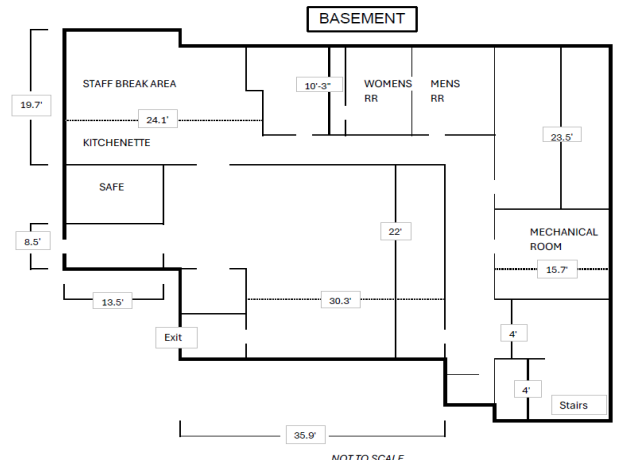 BASEMENT
STAFF BREAK AREA
10'-3"
WOMENS
RR
MENS
RR
19.7'
24.1'
23.5'
KITCHENETTE
SAFE
8.5'
22'
MECHANICAL
ROOM
15.7'
13.5'
30.3'
Exit
4'
4'
Stairs
35.9'
NOT TO SCALE